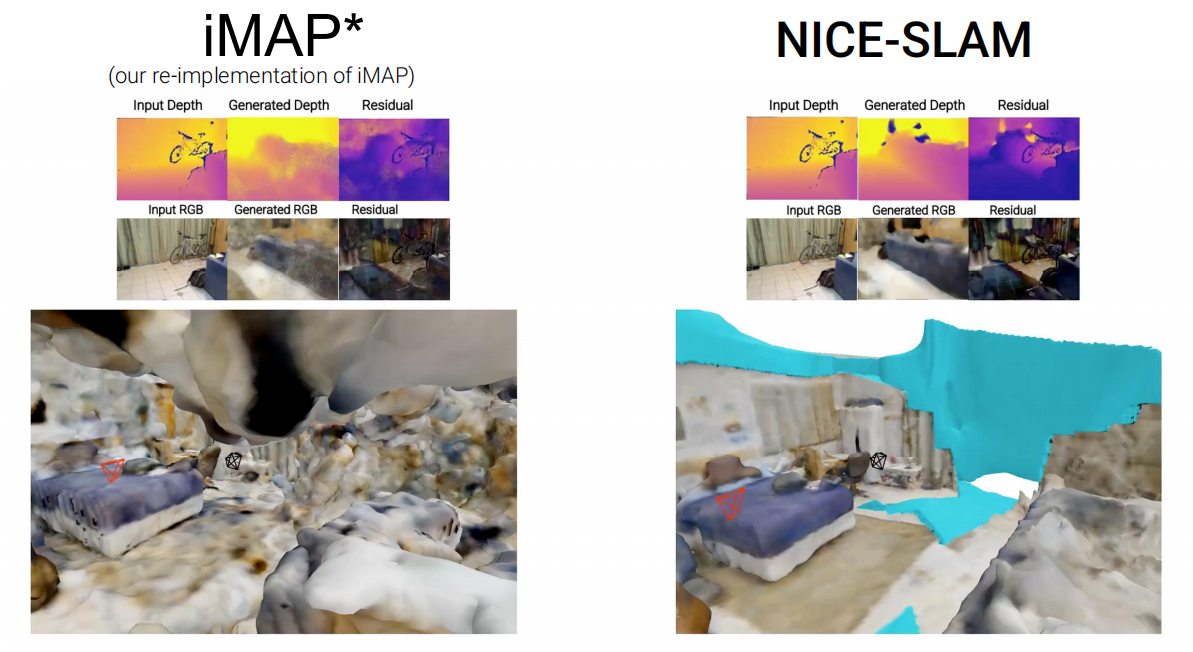 iMAP*
(our re-implementation of iMAP)
Input Depth Generated Depth Residual
Input RGB Generated RGB Residual
NICE-SLAM
Input Depth Generated Depth Residual
Input RGB Generated RGB Residual